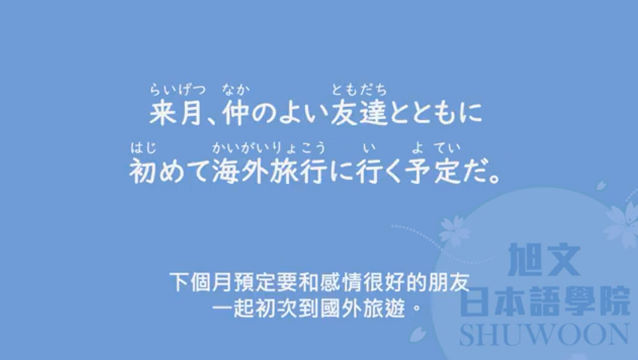 らいげつ なか ともだち
来月、仲のよい友達とともに
はじ かいがいりょこう い よ てい
初めて海外旅行に行く予定だ。
下個月預定要和感情很好的朋友
一起初次到國外旅遊。
旭文
日本語學院
SHUWOON